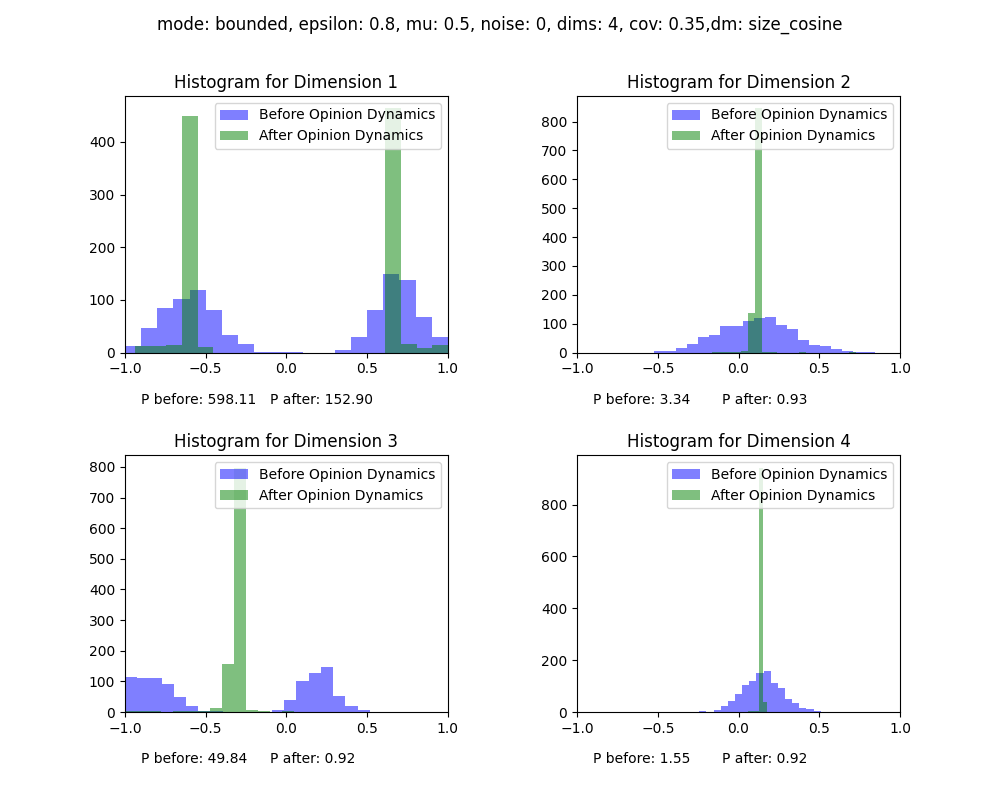 mode: bounded, epsilon: 0.8, mu: 0.5, noise: 0, dims: 4, cov: 0.35,dm: size_cosine
Histogram for Dimension 1
Before Opinion Dynamics
After Opinion Dynamics
400
300
200
100
0
−1.0 −0.5 0.0 0.5 1.0
P before: 598.11 P after: 152.90
Histogram for Dimension 2
Before Opinion Dynamics
After Opinion Dynamics
800
700
600
500
400
300
200
100
0
−1.0 −0.5 0.0 0.5 1.0
P before: 3.34 P after: 0.93
Histogram for Dimension 3
Before Opinion Dynamics
After Opinion Dynamics
800
700
600
500
400
300
200
100
0
−1.0 −0.5 0.0 0.5 1.0
P before: 49.84 P after: 0.92
Histogram for Dimension 4
Before Opinion Dynamics
After Opinion Dynamics
800
600
400
200
0
−1.0 −0.5 0.0 0.5 1.0
P before: 1.55 P after: 0.92